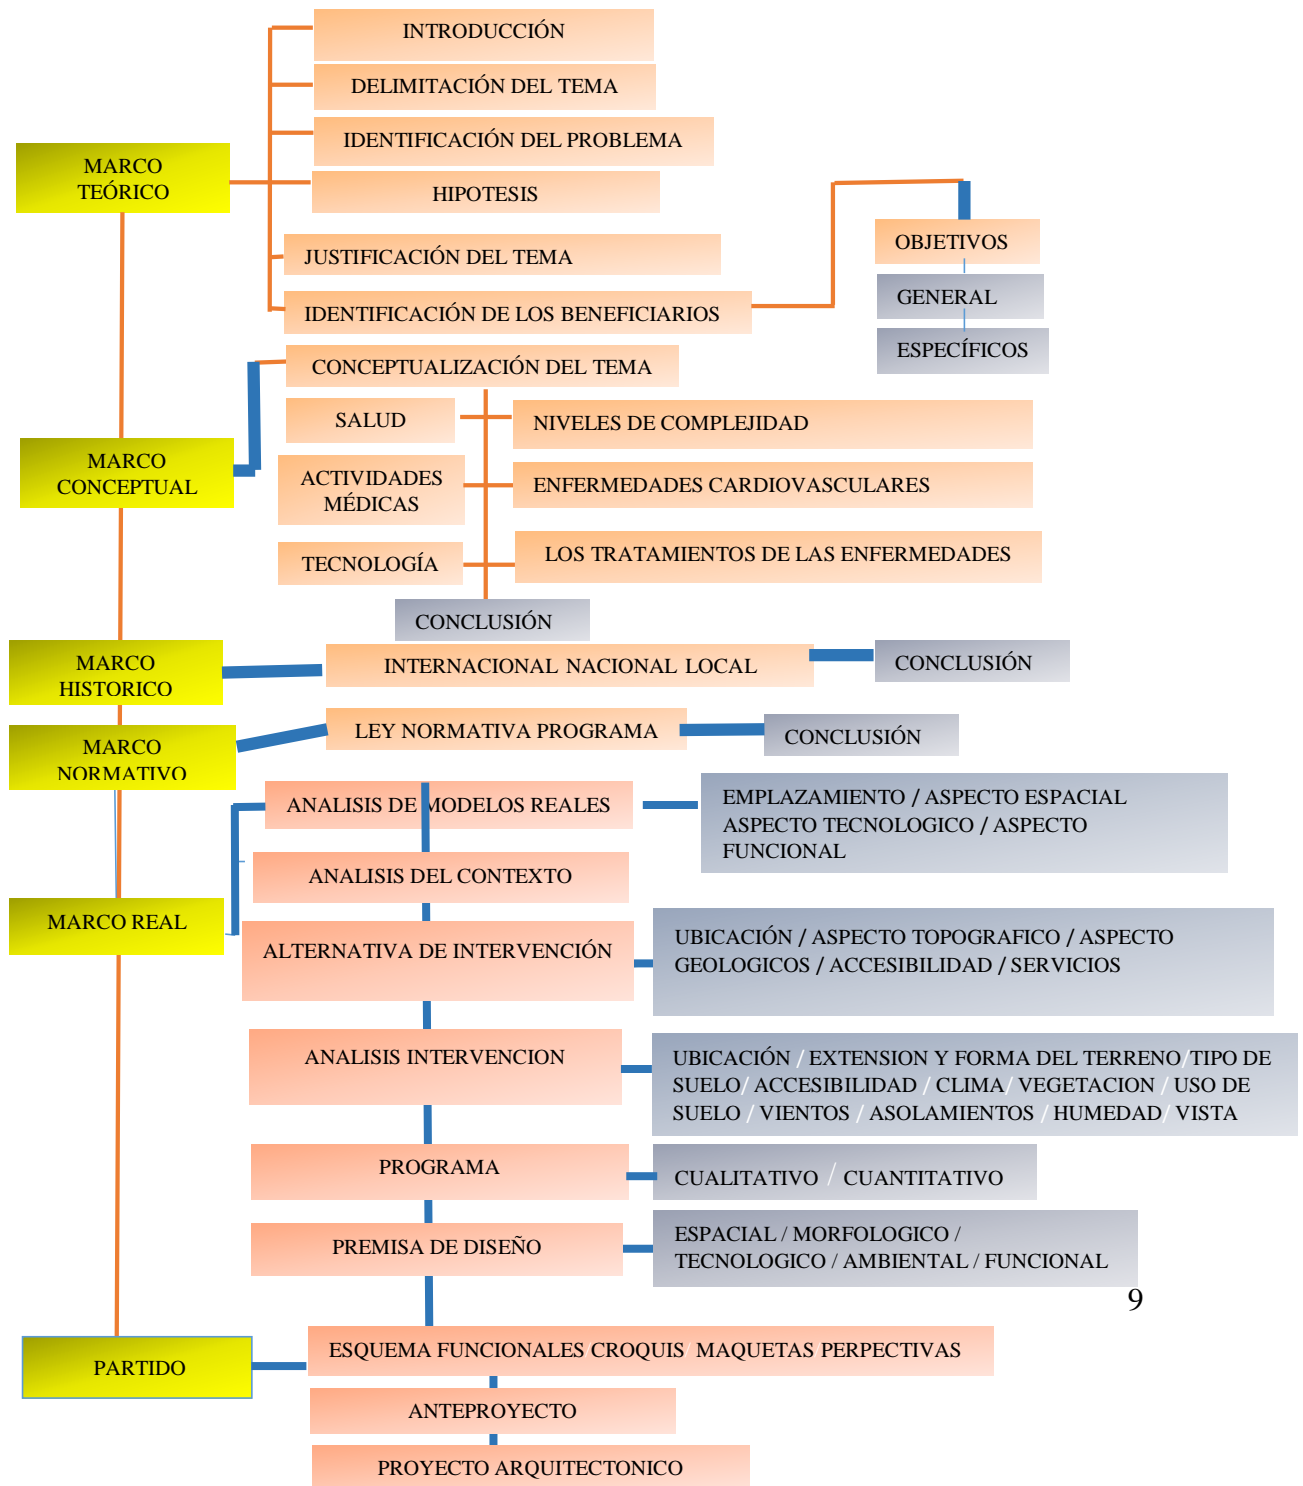 INTRODUCCIÓN
DELIMITACIÓN DEL TEMA
IDENTIFICACIÓN DEL PROBLEMA
MARCO
TEÓRICO
HIPOTESIS
JUSTIFICACIÓN DEL TEMA
IDENTIFICACIÓN DE LOS BENEFICIARIOS
OBJETIVOS
GENERAL
ESPECÍFICOS
MARCO
CONCEPTUAL
CONCEPTUALIZACIÓN DEL TEMA
SALUD
NIVELES DE COMPLEJIDAD
ACTIVIDADES
MÉDICAS
ENFERMEDADES CARDIOVASCULARES
TECNOLOGÍA
LOS TRATAMIENTOS DE LAS ENFERMEDADES
CONCLUSIÓN
MARCO
HISTORICO
INTERNACIONAL NACIONAL LOCAL
CONCLUSIÓN
MARCO
NORMATIVO
LEY NORMATIVA PROGRAMA
CONCLUSIÓN
MARCO REAL
ANALISIS DE MODELOS REALES
EMPLAZAMIENTO / ASPECTO ESPACIAL
ASPECTO TECNOLOGICO / ASPECTO
FUNCIONAL
ANALISIS DEL CONTEXTO
ALTERNATIVA DE INTERVENCIÓN
UBICACIÓN / ASPECTO TOPOGRAFICO / ASPECTO
GEOLOGICOS / ACCESIBILIDAD / SERVICIOS
ANALISIS INTERVENCION
UBICACIÓN / EXTENSION Y FORMA DEL TERRENO/TIPO DE
SUELO/ ACCESIBILIDAD / CLIMA/ VEGETACION / USO DE
SUELO / VIENTOS / ASOLAMIENTOS / HUMEDAD/ VISTA
PROGRAMA
CUALITATIVO / CUANTITATIVO
PREMISA DE DISEÑO
ESPACIAL / MORFOLOGICO /
TECNOLOGICO / AMBIENTAL / FUNCIONAL
9
PARTIDO
ESQUEMA FUNCIONALES/CROQUIS/ MAQUETAS/PERPECTIVAS
ANTEPROYECTO
PROYECTO ARQUITECTONICO